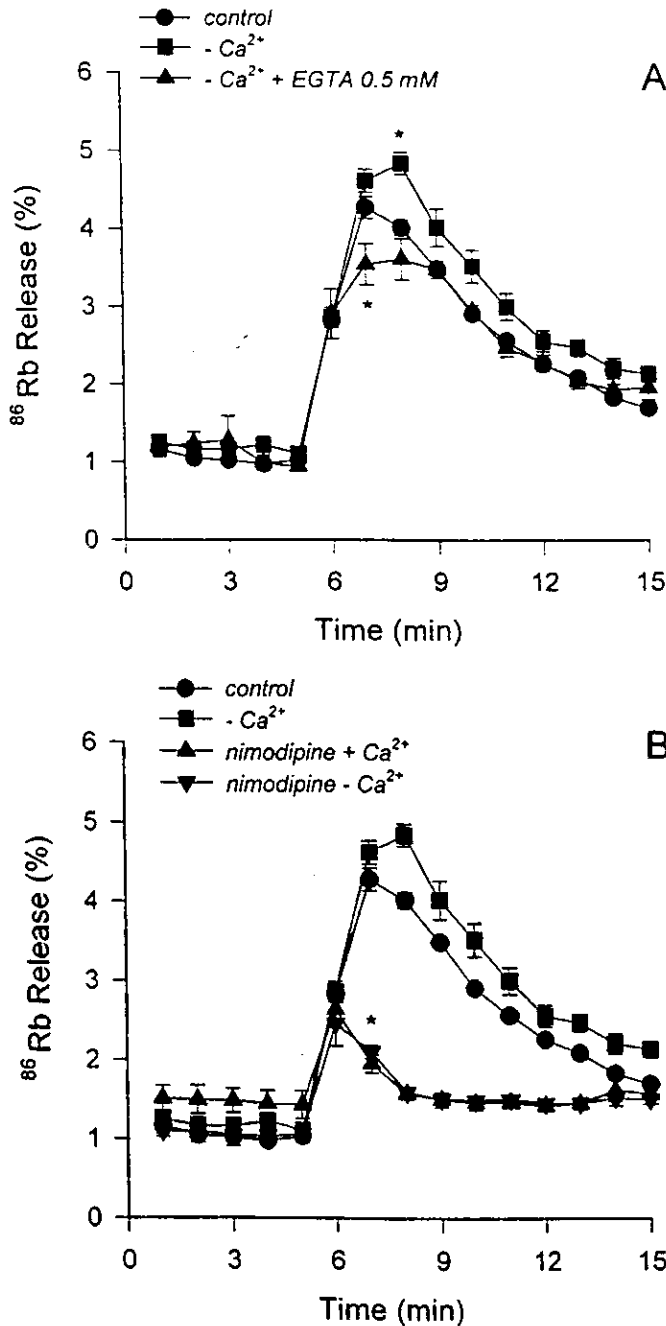 control
- Ca²⁺
- Ca²⁺ + EGTA 0.5 mM
A
6
5
4
3
2
1
0
*
*
⁸⁶Rb Release (%)
0 3 6 9 12 15
Time (min)
control
- Ca²⁺
nimodipine + Ca²⁺
nimodipine - Ca²⁺
B
6
5
4
3
2
1
0
*
⁸⁶Rb Release (%)
0 3 6 9 12 15
Time (min)